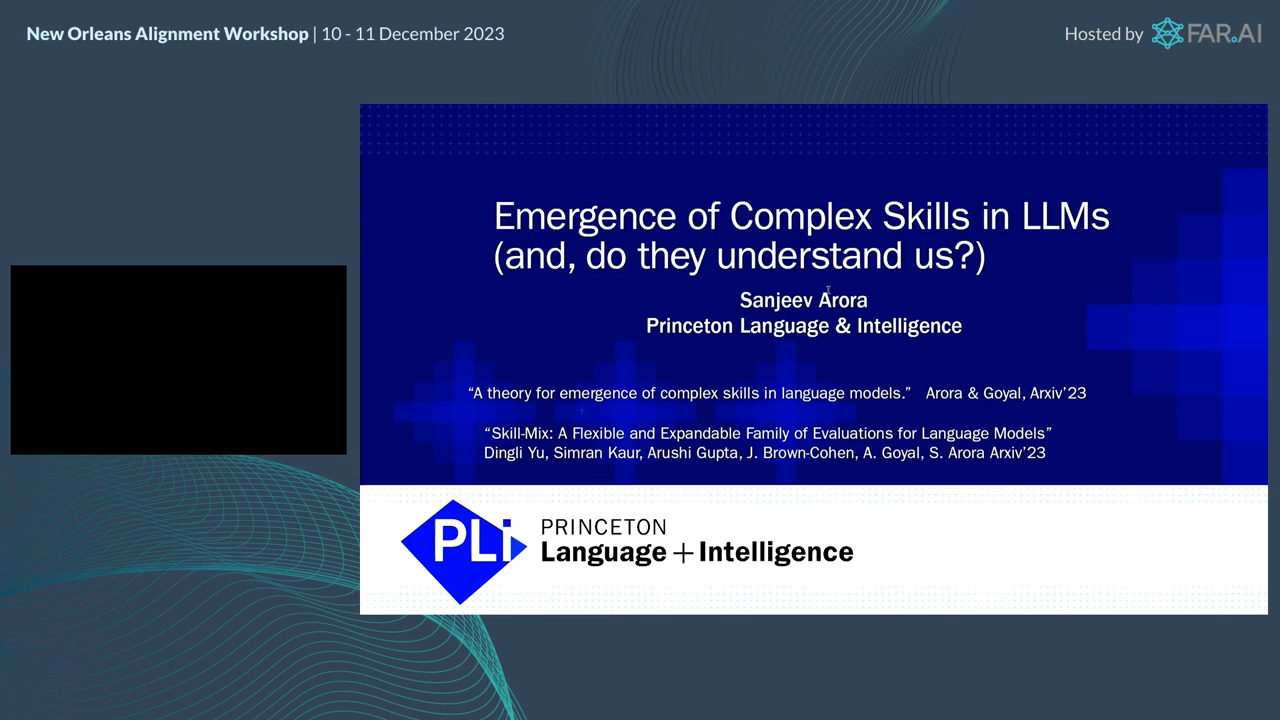 New Orleans Alignment Workshop | 10 - 11 December 2023
Hosted by FAR.AI
Emergence of Complex Skills in LLMs
(and, do they understand us?)
Sanjeev Arora
Princeton Language & Intelligence
“A theory for emergence of complex skills in language models.” Arora & Goyal, Arxiv’23
“Skill-Mix: A Flexible and Expandable Family of Evaluations for Language Models”
Dingli Yu, Simran Kaur, Arushi Gupta, J. Brown-Cohen, A. Goyal, S. Arora Arxiv’23
PLi
PRINCETON
Language + Intelligence